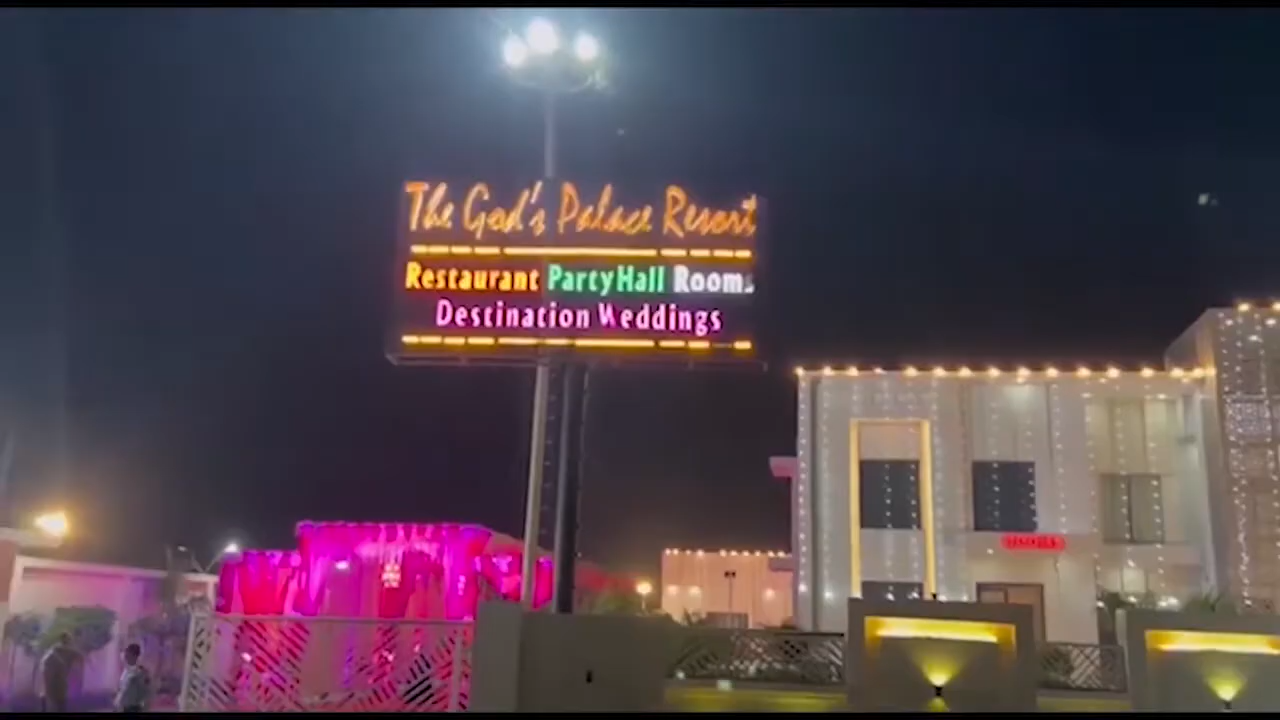 The God's Palace Resort
Restaurant PartyHall Rooms
Destination Weddings